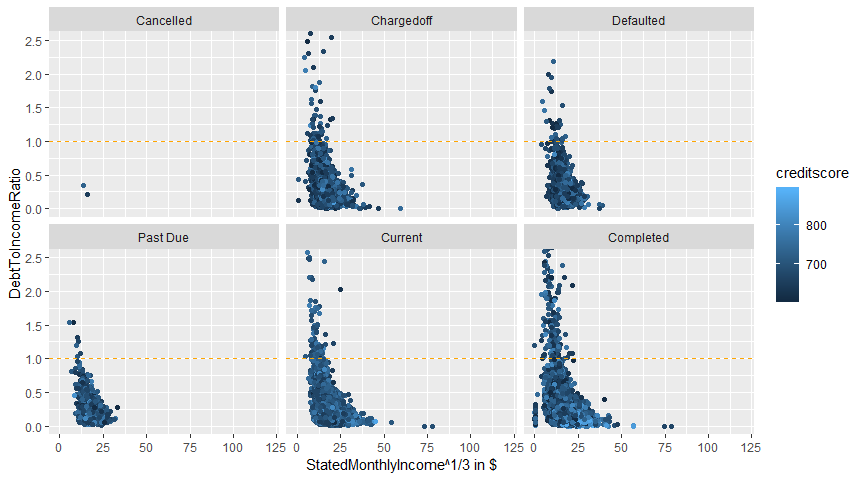 Cancelled Chargedoff Defaulted
2.5
2.0
1.5
1.0
0.5
0.0
Past Due Current Completed
2.5
2.0
1.5
1.0
0.5
0.0
0 25 50 75 100 125 0 25 50 75 100 125 0 25 50 75 100 125
StatedMonthlyIncome^1/3 in $
DebtToIncomeRatio
creditscore
800
700